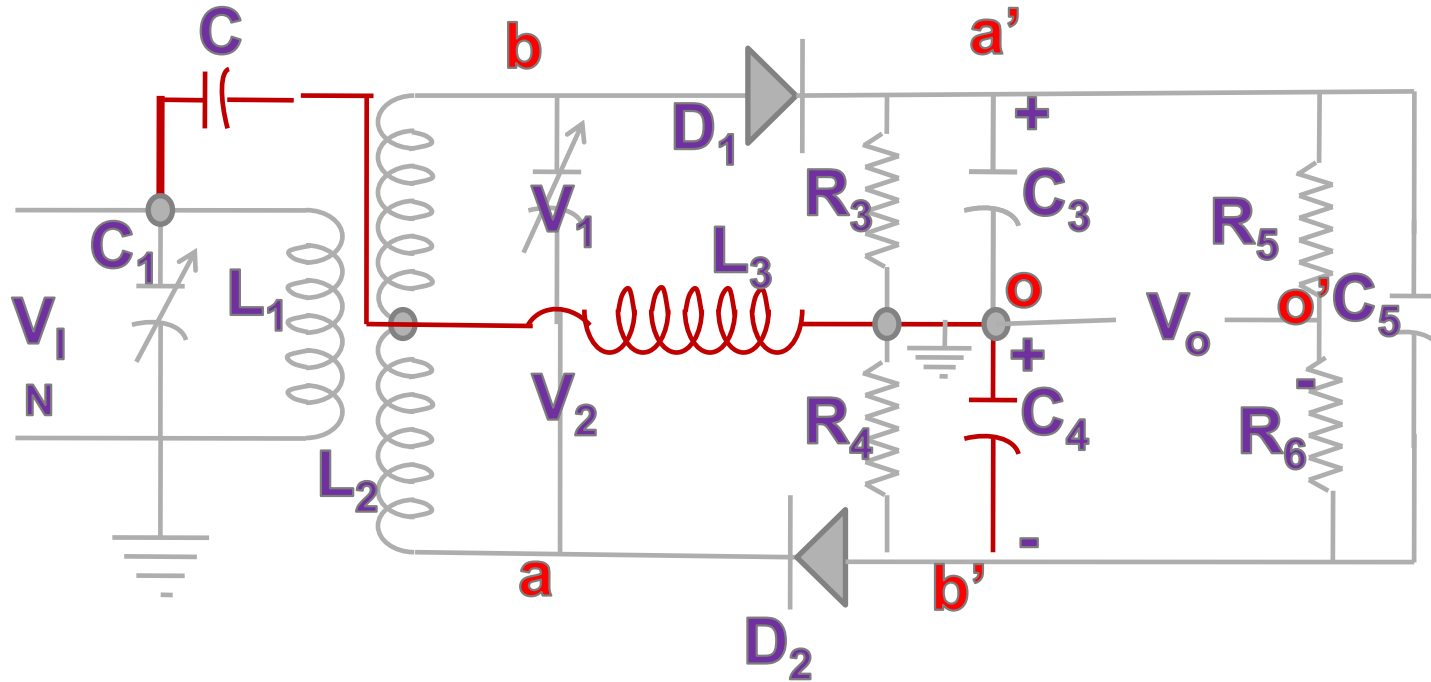 C
b
a’
D1
+
R3
C3
V1
L3
R5
C1
L1
VI
N
o
Vo
o’
C5
+
V2
-
R4
C4
R6
L2
-
a
b’
D2